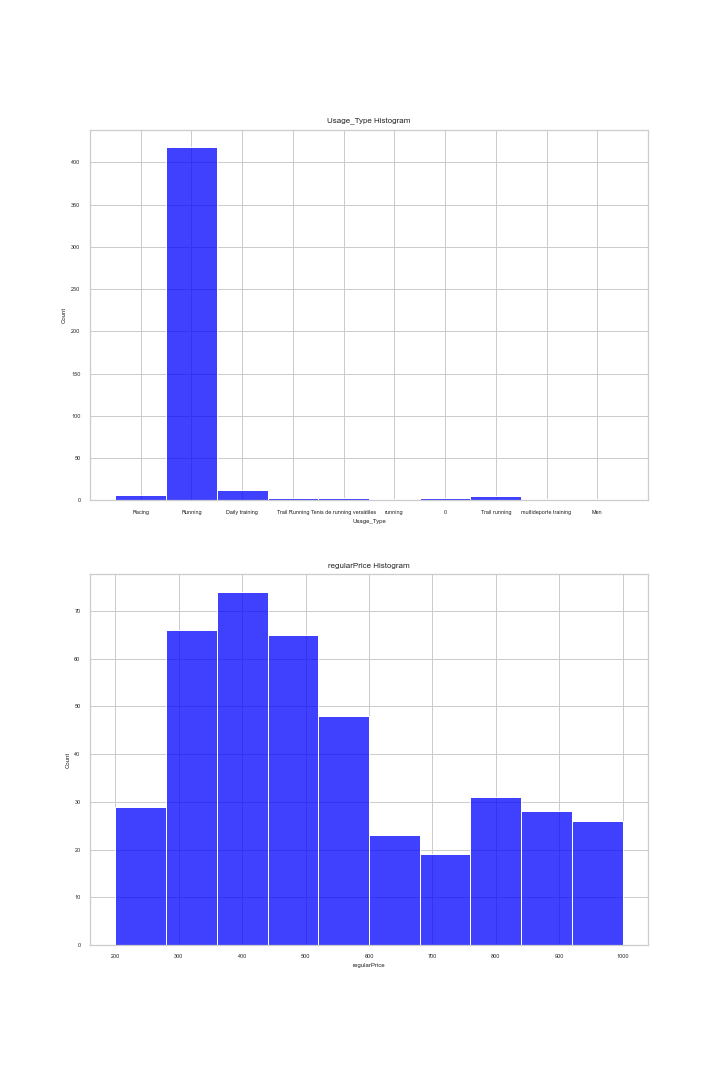 Usage_Type Histogram
400
350
300
250
200
150
100
50
0
Count
Racing Running Daily training Trail Running Tenis de running versátiles running 0 Trail running multideporte training Men
Usage_Type
regularPrice Histogram
70
60
50
40
30
20
10
0
Count
200 300 400 500 600 700 800 900 1000
regularPrice